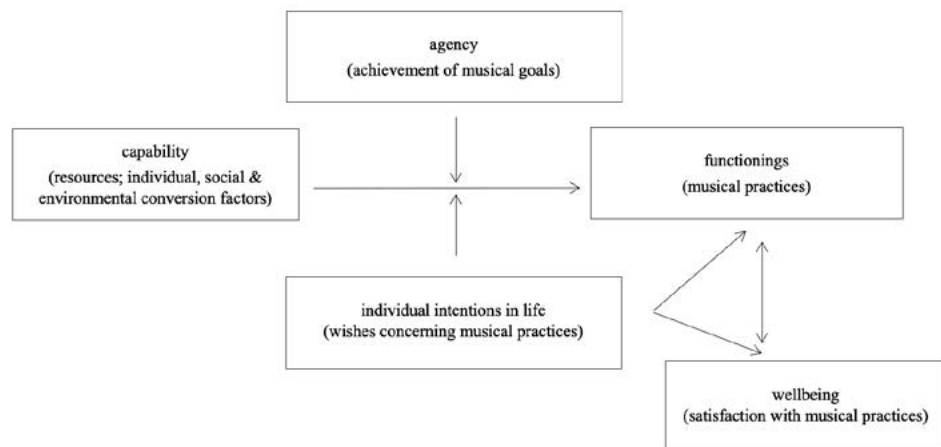 agency
(achievement of musical goals)
capability
(resources; individual, social &
environmental conversion factors)
functionings
(musical practices)
individual intentions in life
(wishes concerning musical practices)
wellbeing
(satisfaction with musical practices)